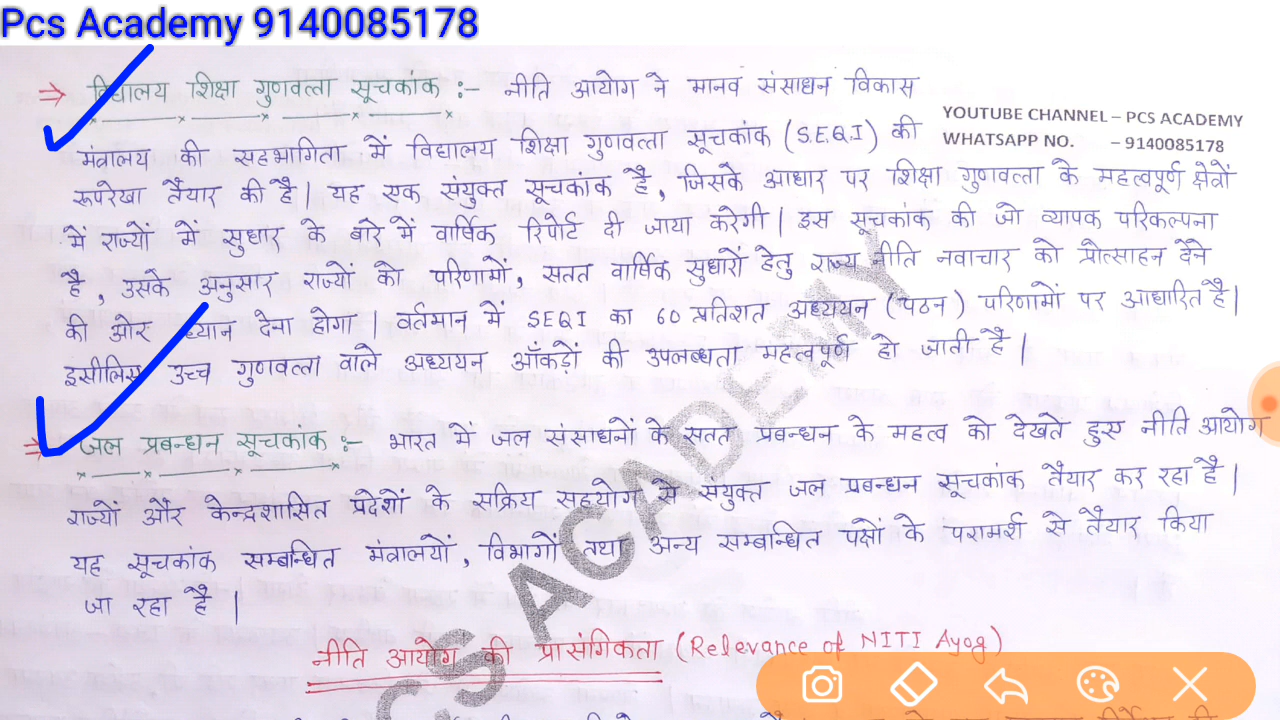 Pcs Academy 9140085178
⇒ विद्यालय शिक्षा गुणवत्ता सूचकांक :- नीति आयोग ने मानव संसाधन विकास
YOUTUBE CHANNEL – PCS ACADEMY
WHATSAPP NO. – 9140085178
मंत्रालय की सहभागिता में विद्यालय शिक्षा गुणवत्ता सूचकांक (S.E.Q.I) की
रूपरेखा तैयार की है। यह एक संयुक्त सूचकांक है, जिसके आधार पर शिक्षा गुणवत्ता के महत्वपूर्ण क्षेत्रों
में राज्यों में सुधार के बारे में वार्षिक रिपोर्ट दी जाया करेगी। इस सूचकांक की जो व्यापक परिकल्पना
है, उसके अनुसार राज्यों को परिणामों, सतत वार्षिक सुधारों हेतु राज्य नीति नवाचार को प्रोत्साहन देने
की ओर ध्यान देना होगा। वर्तमान में SEQI का 60 प्रतिशत अध्ययन (पठन) परिणामों पर आधारित है।
इसीलिए उच्च गुणवत्ता वाले अध्ययन आँकड़ो की उपलब्धता महत्वपूर्ण हो जाती है।
⇒ जल प्रबन्धन सूचकांक :- भारत में जल संसाधनों के सतत प्रबन्धन के महत्व को देखते हुए नीति आयोग
राज्यों और केन्द्रशासित प्रदेशों के सक्रिय सहयोग से संयुक्त जल प्रबन्धन सूचकांक तैयार कर रहा है।
यह सूचकांक सम्बन्धित मंत्रालयों, विभागों तथा अन्य सम्बन्धित पक्षों के परामर्श से तैयार किया
जा रहा है।
PCS ACADEMY
नीति आयोग की प्रासंगिकता (Relevance of NITI Ayog)